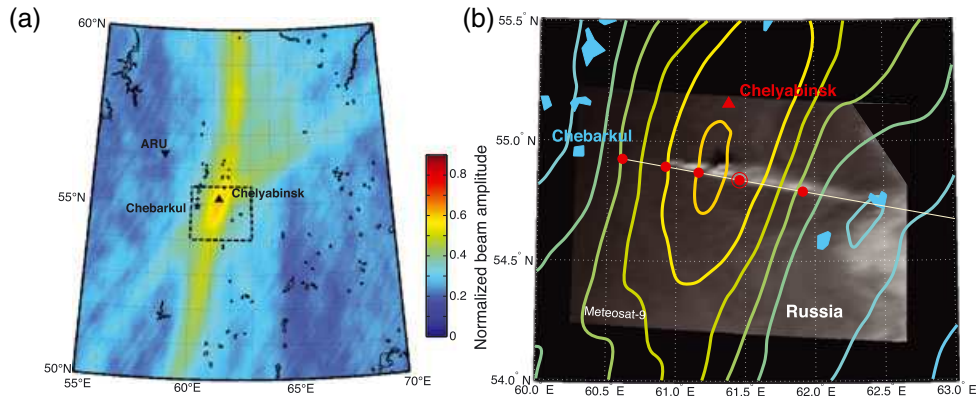 (a)
60°N
55°N
50°N
55°E
60°E
65°E
70°E
ARU
Chebarkul
Chelyabinsk
0.8
0.6
0.4
0.2
0
Normalized beam amplitude
(b)
55.5° N
55.0° N
54.5° N
54.0° N
60.0° E
60.5° E
61.0° E
61.5° E
62.0° E
62.5° E
63.0° E
Chelyabinsk
Chebarkul
Meteosat-9
Russia